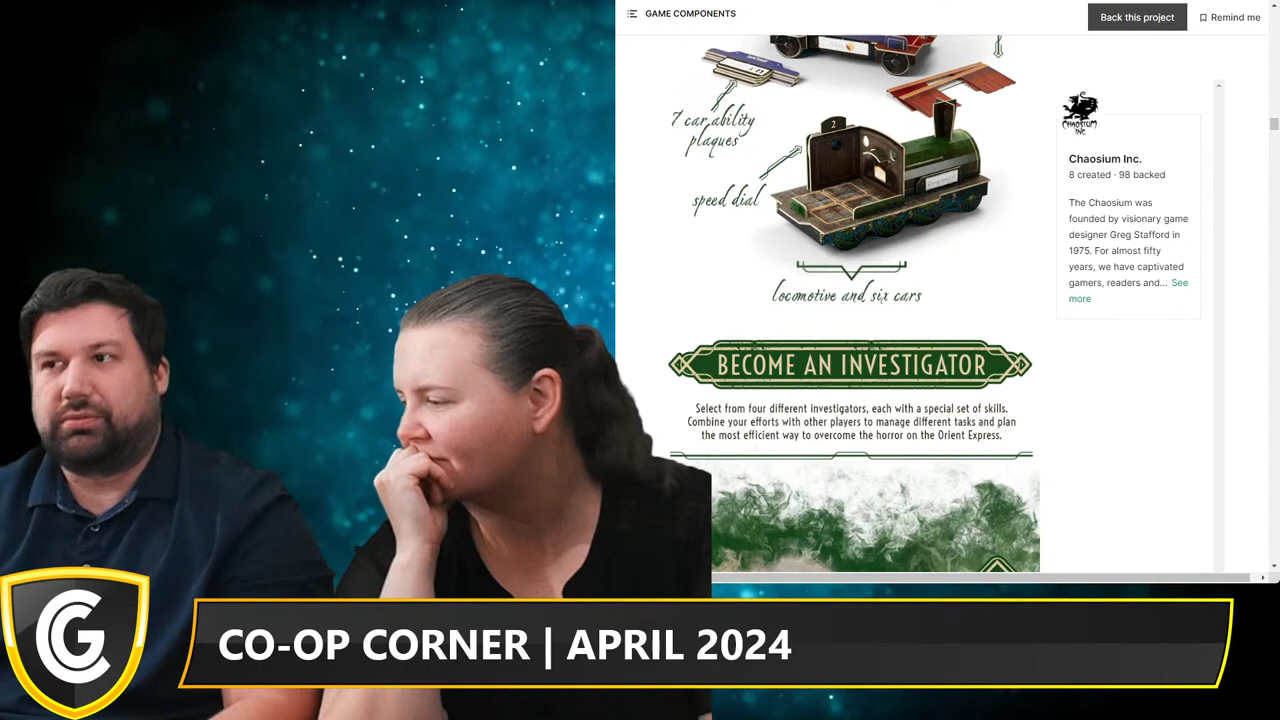 GAME COMPONENTS
Back this project
Remind me
7 car ability
plaques
speed dial
2
locomotive and six cars
BECOME AN INVESTIGATOR
Select from four different investigators, each with a special set of skills.
Combine your efforts with other players to manage different tasks and plan
the most efficient way to overcome the horror on the Orient Express.
CHAOSIUM
INC
Chaosium Inc.
8 created · 98 backed
The Chaosium was
founded by visionary game
designer Greg Stafford in
1975. For almost fifty
years, we have captivated
gamers, readers and... See
more
CO-OP CORNER | APRIL 2024